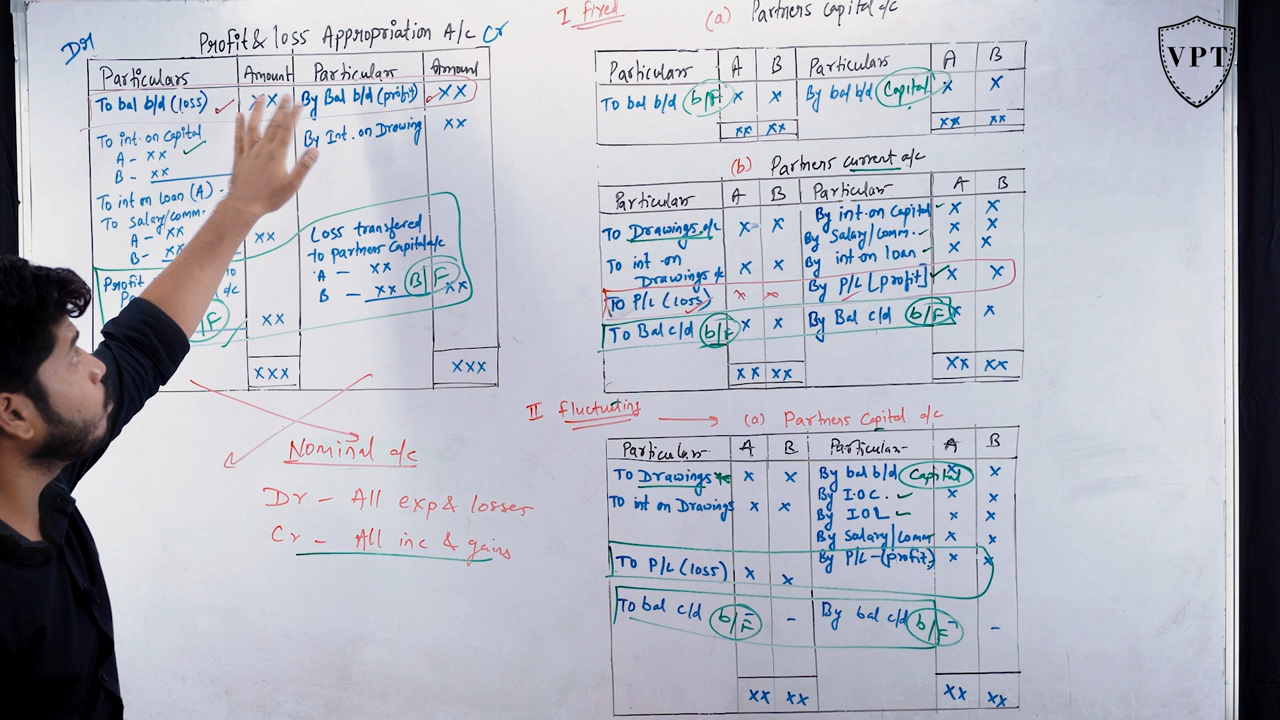 Dr Profit & loss Appropriation A/c Cr
Particulars Amount Particulars Amount
To bal b/d (loss) ✓ XX By Bal b/d (profit) ✓ XX
To int. on Capital By Int. on Drawing XX
A - XX ✓
B - XX
To int on loan (A)
To Salary/comm.
A - XX XX
B - XX
Loss transfered
to partners Capital a/c
A - XX
B - XX B/F XX
Profit
/F
XX
XXX XXX
Nominal a/c
Dr - All exp & losses
Cr - All inc & gains
I fixed (a) Partners Capital a/c
Particulars A B Particulars A B
To bal b/d b/F x x By bal b/d Capital x x
xx xx xx xx
(b) Partners current a/c
Particulars A B Particulars A B
To Drawings a/c x x By int. on Capital x x
By Salary/comm. x x
To int on x x By int on loan x x
Drawings
To P/L (loss) x x By P/L (profit) ✓ x x
To Bal c/d b/F x x By Bal c/d b/F x x
xx xx xx xx
II fluctuating → (a) Partners Capital a/c
Particulars A B Particulars A B
To Drawings x x By bal b/d Capital x x
To int on Drawings x x By I.O.C. ✓ x x
By I.O.L ✓ x x
By Salary/comm x x
To P/L (loss) x x By P/L - (profit) x x
To bal c/d b/F - - By bal c/d b/F - -
xx xx xx xx
VPT